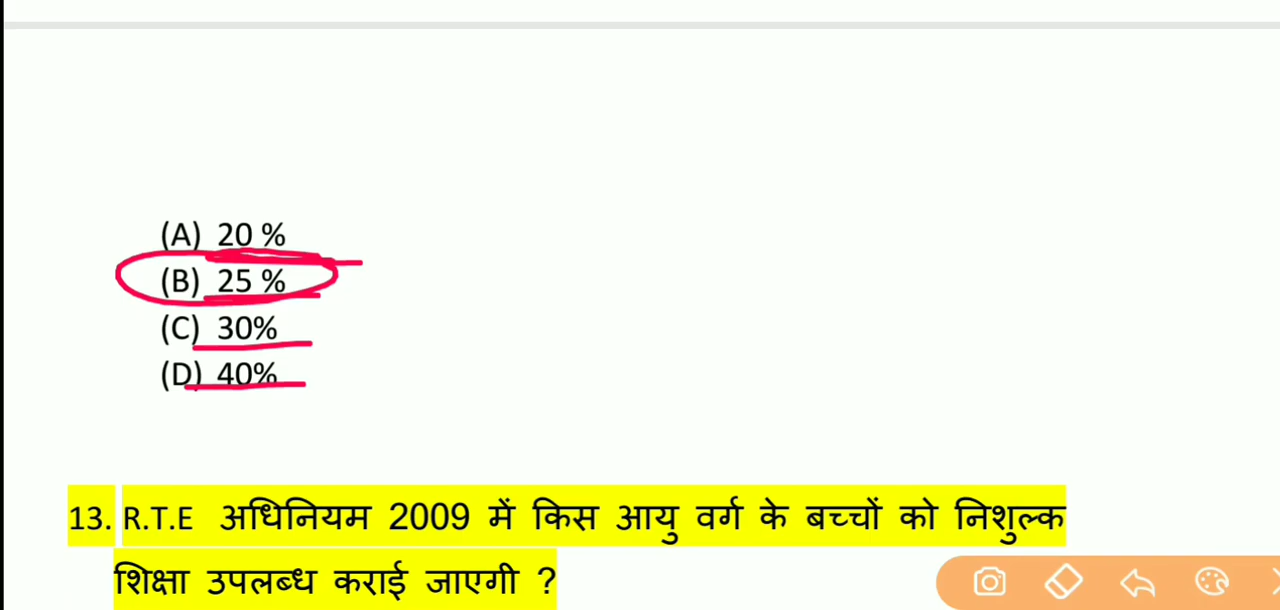 (A) 20 %
(B) 25 %
(C) 30%
(D) 40%
13. R.T.E अधिनियम 2009 में किस आयु वर्ग के बच्चों को निशुल्क
शिक्षा उपलब्ध कराई जाएगी ?